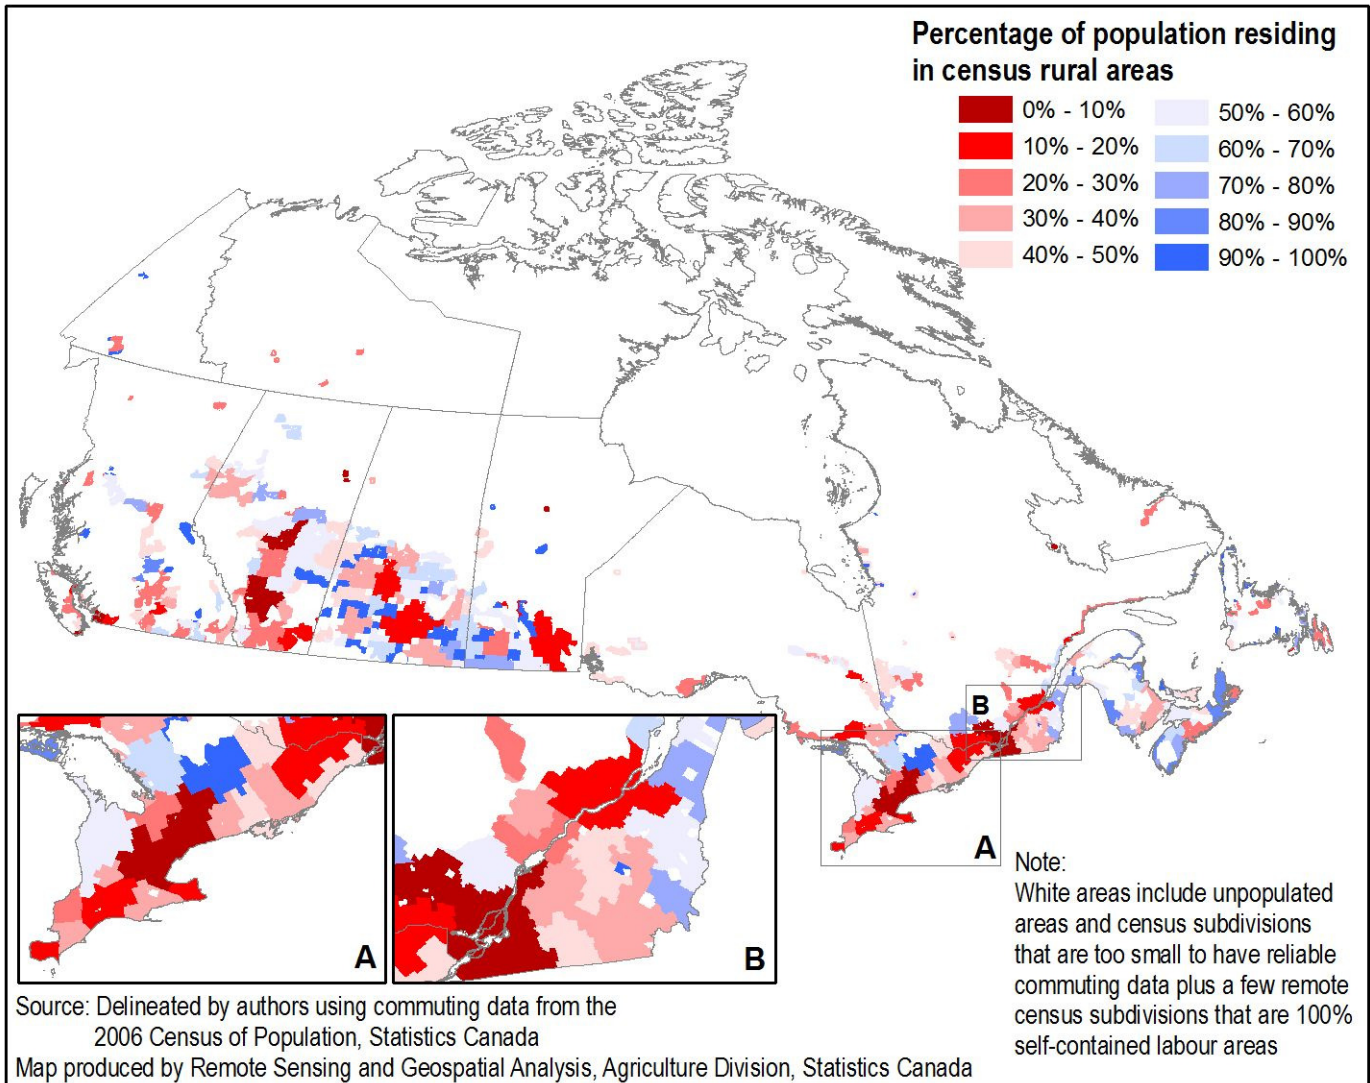 Percentage of population residing
in census rural areas
0% - 10%
10% - 20%
20% - 30%
30% - 40%
40% - 50%
50% - 60%
60% - 70%
70% - 80%
80% - 90%
90% - 100%
B
A
A
B
Note:
White areas include unpopulated
areas and census subdivisions
that are too small to have reliable
commuting data plus a few remote
census subdivisions that are 100%
self-contained labour areas
Source: Delineated by authors using commuting data from the
2006 Census of Population, Statistics Canada
Map produced by Remote Sensing and Geospatial Analysis, Agriculture Division, Statistics Canada